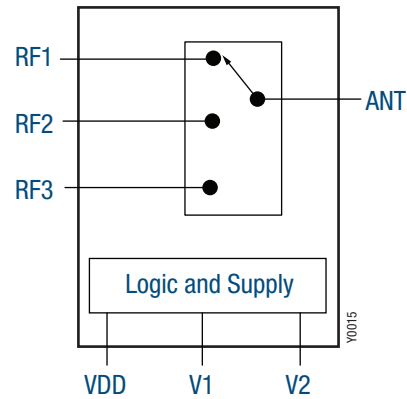 RF1
ANT
RF2
RF3
Logic and Supply
Y0015
VDD V1 V2